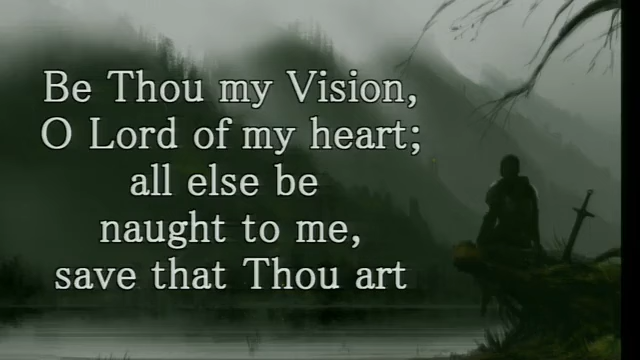 Be Thou my Vision,
O Lord of my heart;
all else be
naught to me,
save that Thou art